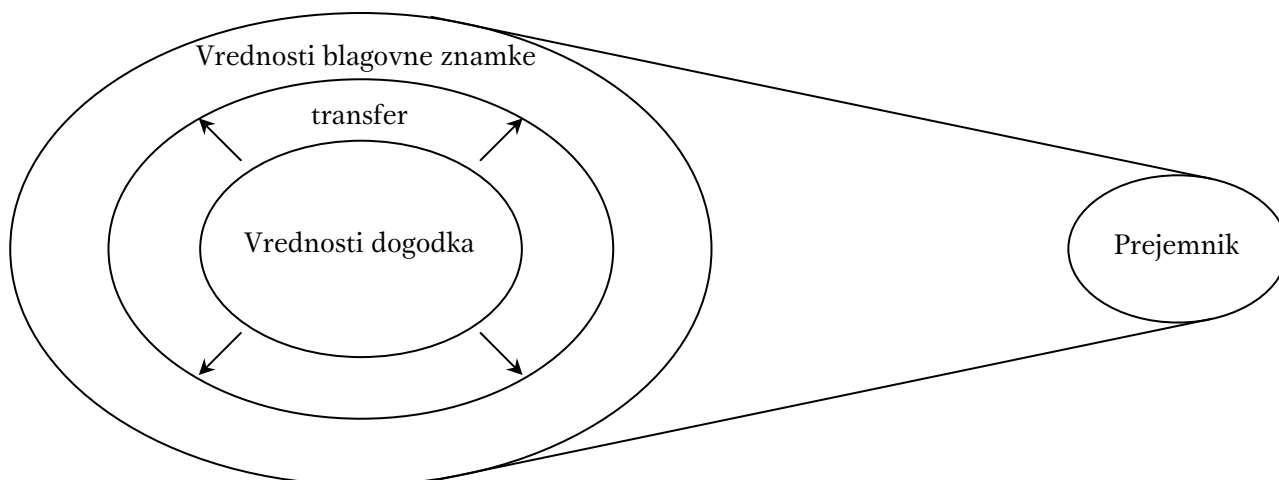 Vrednosti blagovne znamke
transfer
Vrednosti dogodka
Prejemnik